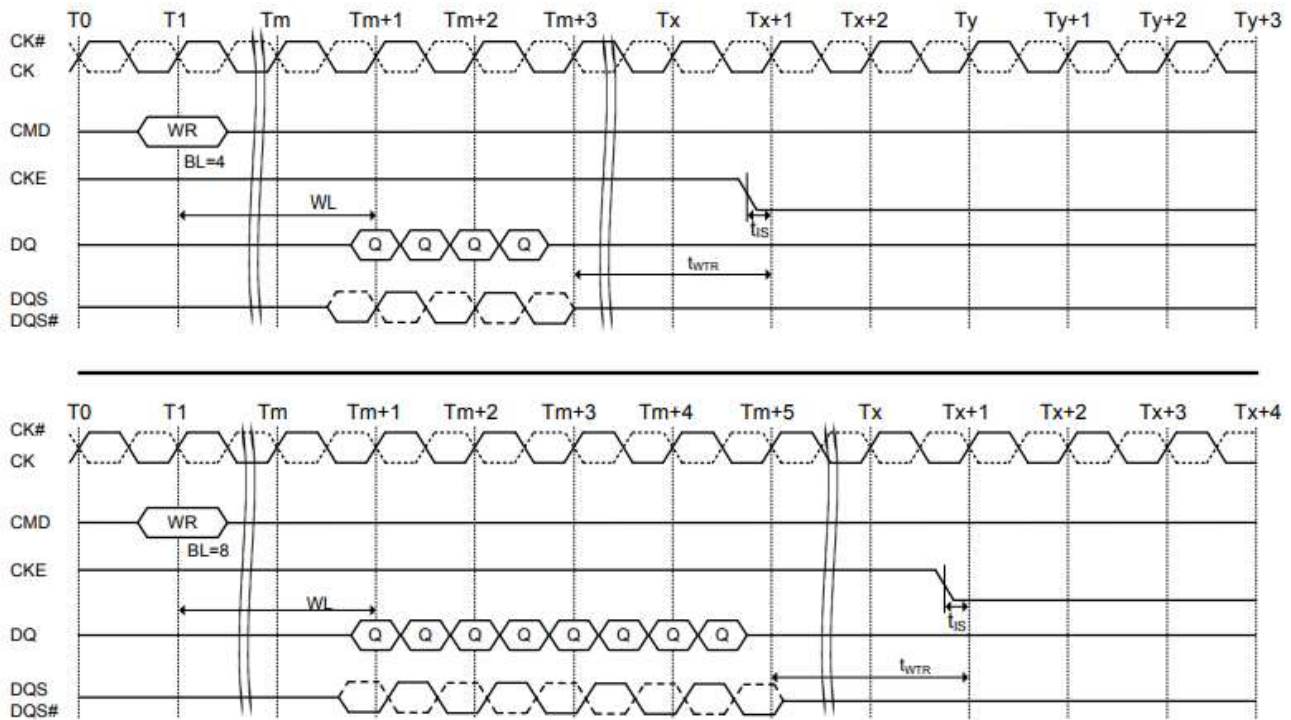 T0 T1 Tm Tm+1 Tm+2 Tm+3 Tx Tx+1 Tx+2 Ty Ty+1 Ty+2 Ty+3
CK#
CK
CMD WR
BL=4
CKE
WL
tIS
DQ Q Q Q Q
tWTR
DQS
DQS#
T0 T1 Tm Tm+1 Tm+2 Tm+3 Tm+4 Tm+5 Tx Tx+1 Tx+2 Tx+3 Tx+4
CK#
CK
CMD WR
BL=8
CKE
WL
tIS
DQ Q Q Q Q Q Q Q Q
tWTR
DQS
DQS#